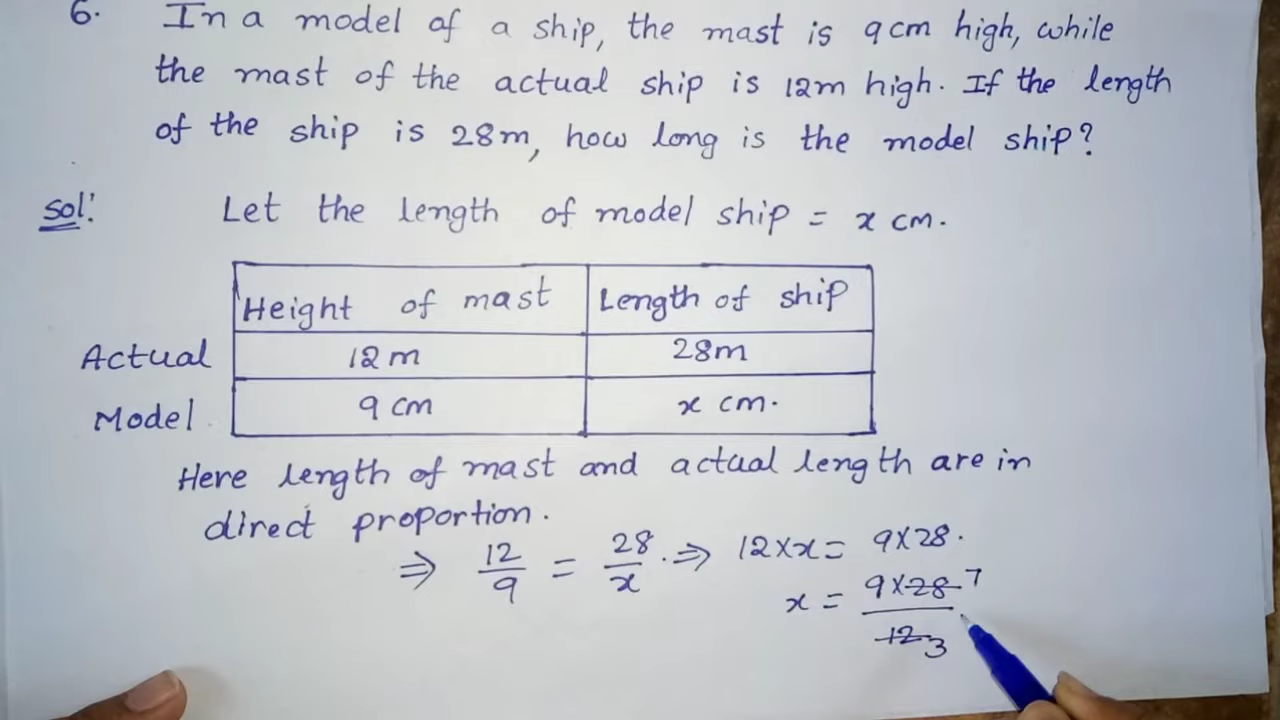 6. In a model of a ship, the mast is 9cm high, while
the mast of the actual ship is 12m high. If the length
of the ship is 28m, how long is the model ship?
Sol: Let the length of model ship = x cm.
Height of mast Length of ship
Actual 12m 28m
Model 9 cm x cm.
Here length of mast and actual length are in
direct proportion.
⇒ 12/9 = 28/x . ⇒ 12×x = 9×28.
x = 9×28 7 / 12 3